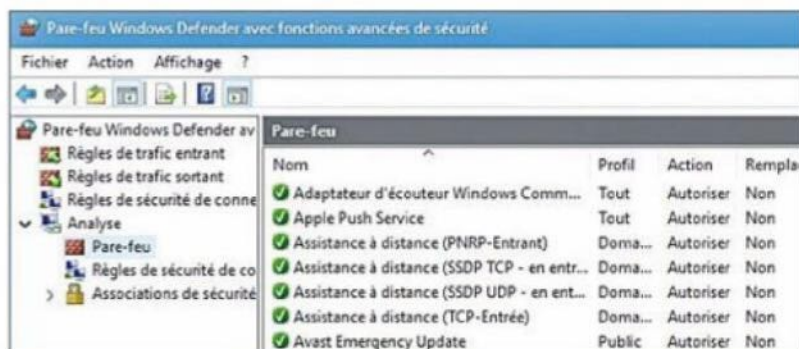 Pare-feu Windows Defender avec fonctions avancées de sécurité
Fichier Action Affichage ?
Pare-feu Windows Defender av
Règles de trafic entrant
Règles de trafic sortant
Règles de sécurité de conne
Analyse
Pare-feu
Règles de sécurité de co
Associations de sécurité
Pare-feu
Nom Profil Action Rempla
Adaptateur d'écouteur Windows Comm... Tout Autoriser Non
Apple Push Service Tout Autoriser Non
Assistance à distance (PNRP-Entrant) Doma... Autoriser Non
Assistance à distance (SSDP TCP - en entr... Doma... Autoriser Non
Assistance à distance (SSDP UDP - en ent... Doma... Autoriser Non
Assistance à distance (TCP-Entrée) Doma... Autoriser Non
Avast Emergency Update Public Autoriser Non